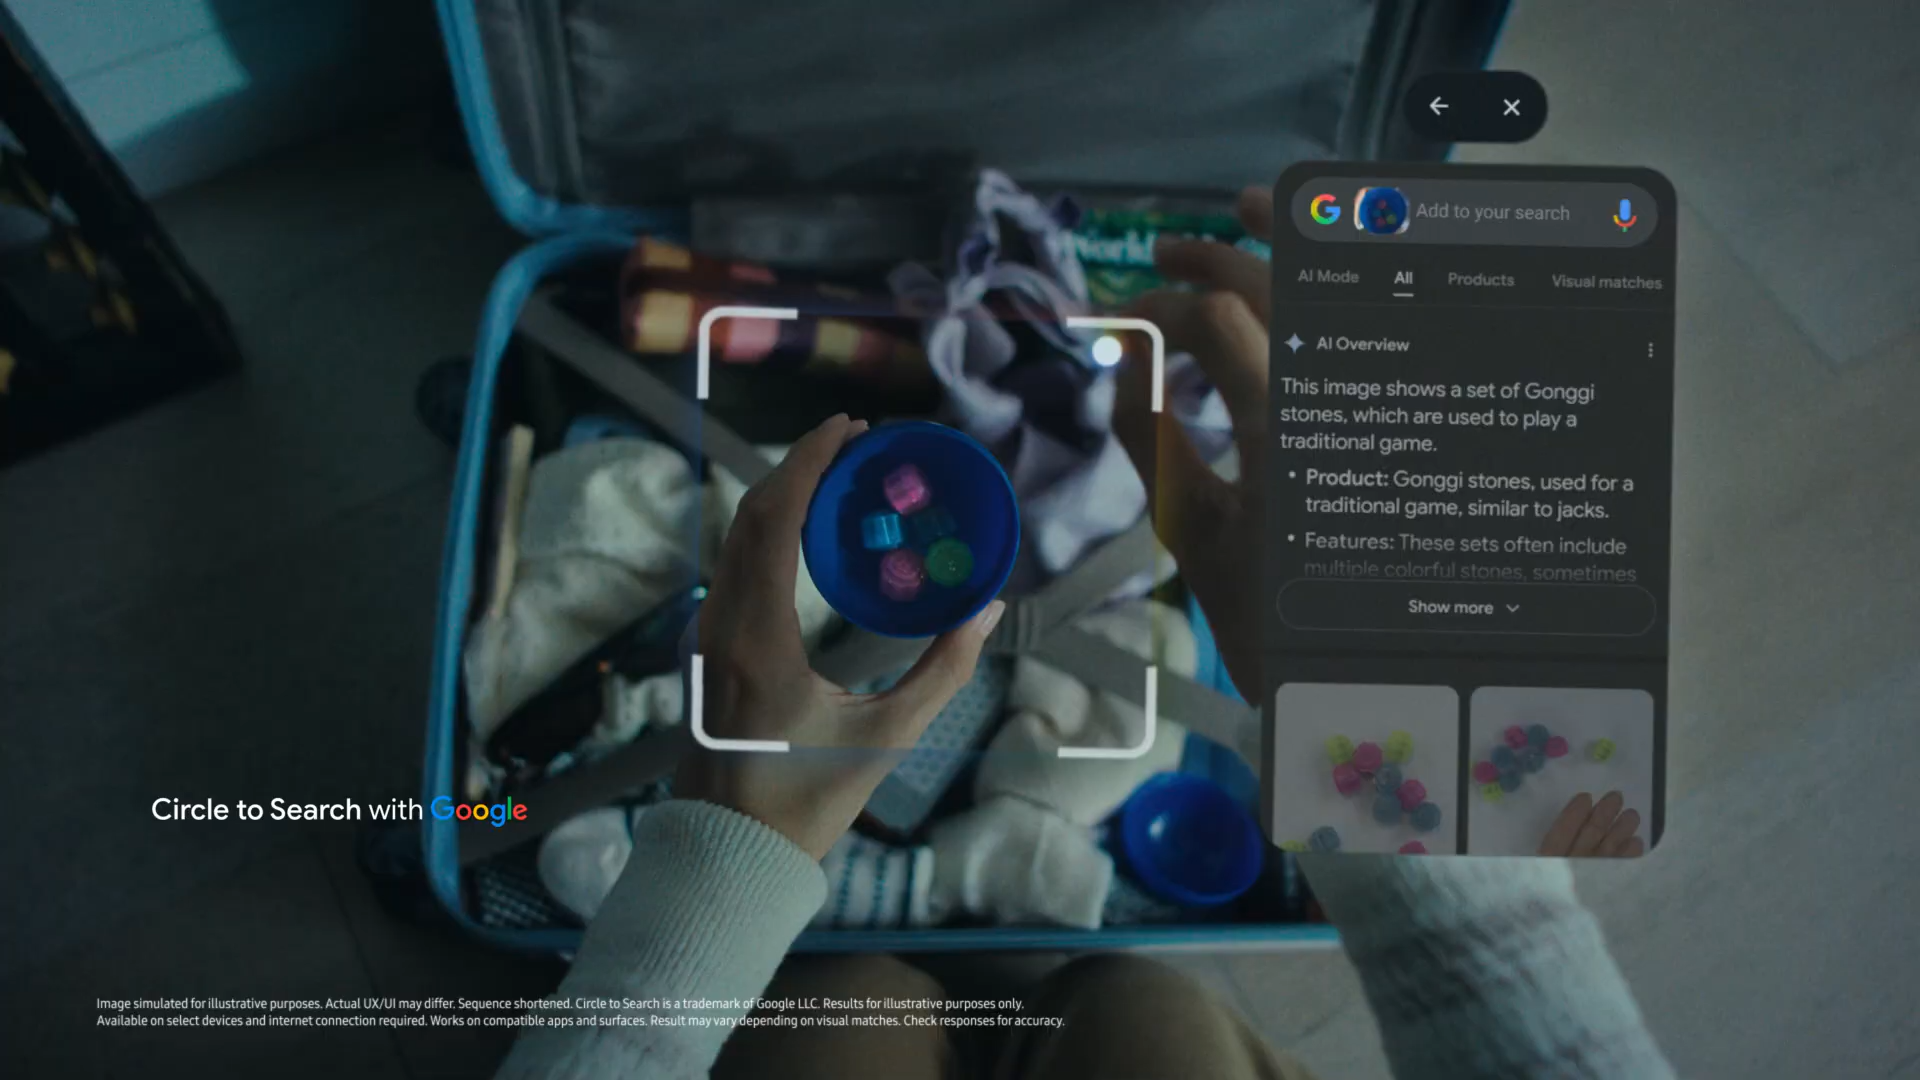 World
Add to your search
AI Mode All Products Visual matches
AI Overview
This image shows a set of Gonggi
stones, which are used to play a
traditional game.
• Product: Gonggi stones, used for a
traditional game, similar to jacks.
• Features: These sets often include
multiple colorful stones, sometimes
Show more
Circle to Search with Google
Image simulated for illustrative purposes. Actual UX/UI may differ. Sequence shortened. Circle to Search is a trademark of Google LLC. Results for illustrative purposes only.
Available on select devices and internet connection required. Works on compatible apps and surfaces. Result may vary depending on visual matches. Check responses for accuracy.